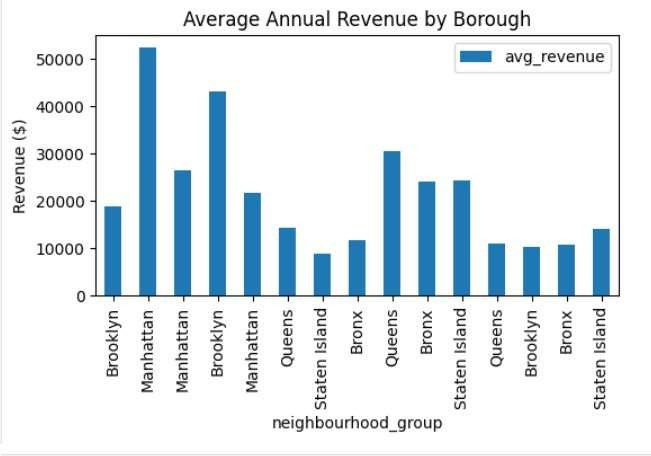 Average Annual Revenue by Borough
avg_revenue
Revenue ($)
50000
40000
30000
20000
10000
0
Brooklyn
Manhattan
Manhattan
Brooklyn
Manhattan
Queens
Staten Island
Bronx
Queens
Bronx
Staten Island
Queens
Brooklyn
Bronx
Staten Island
neighbourhood_group